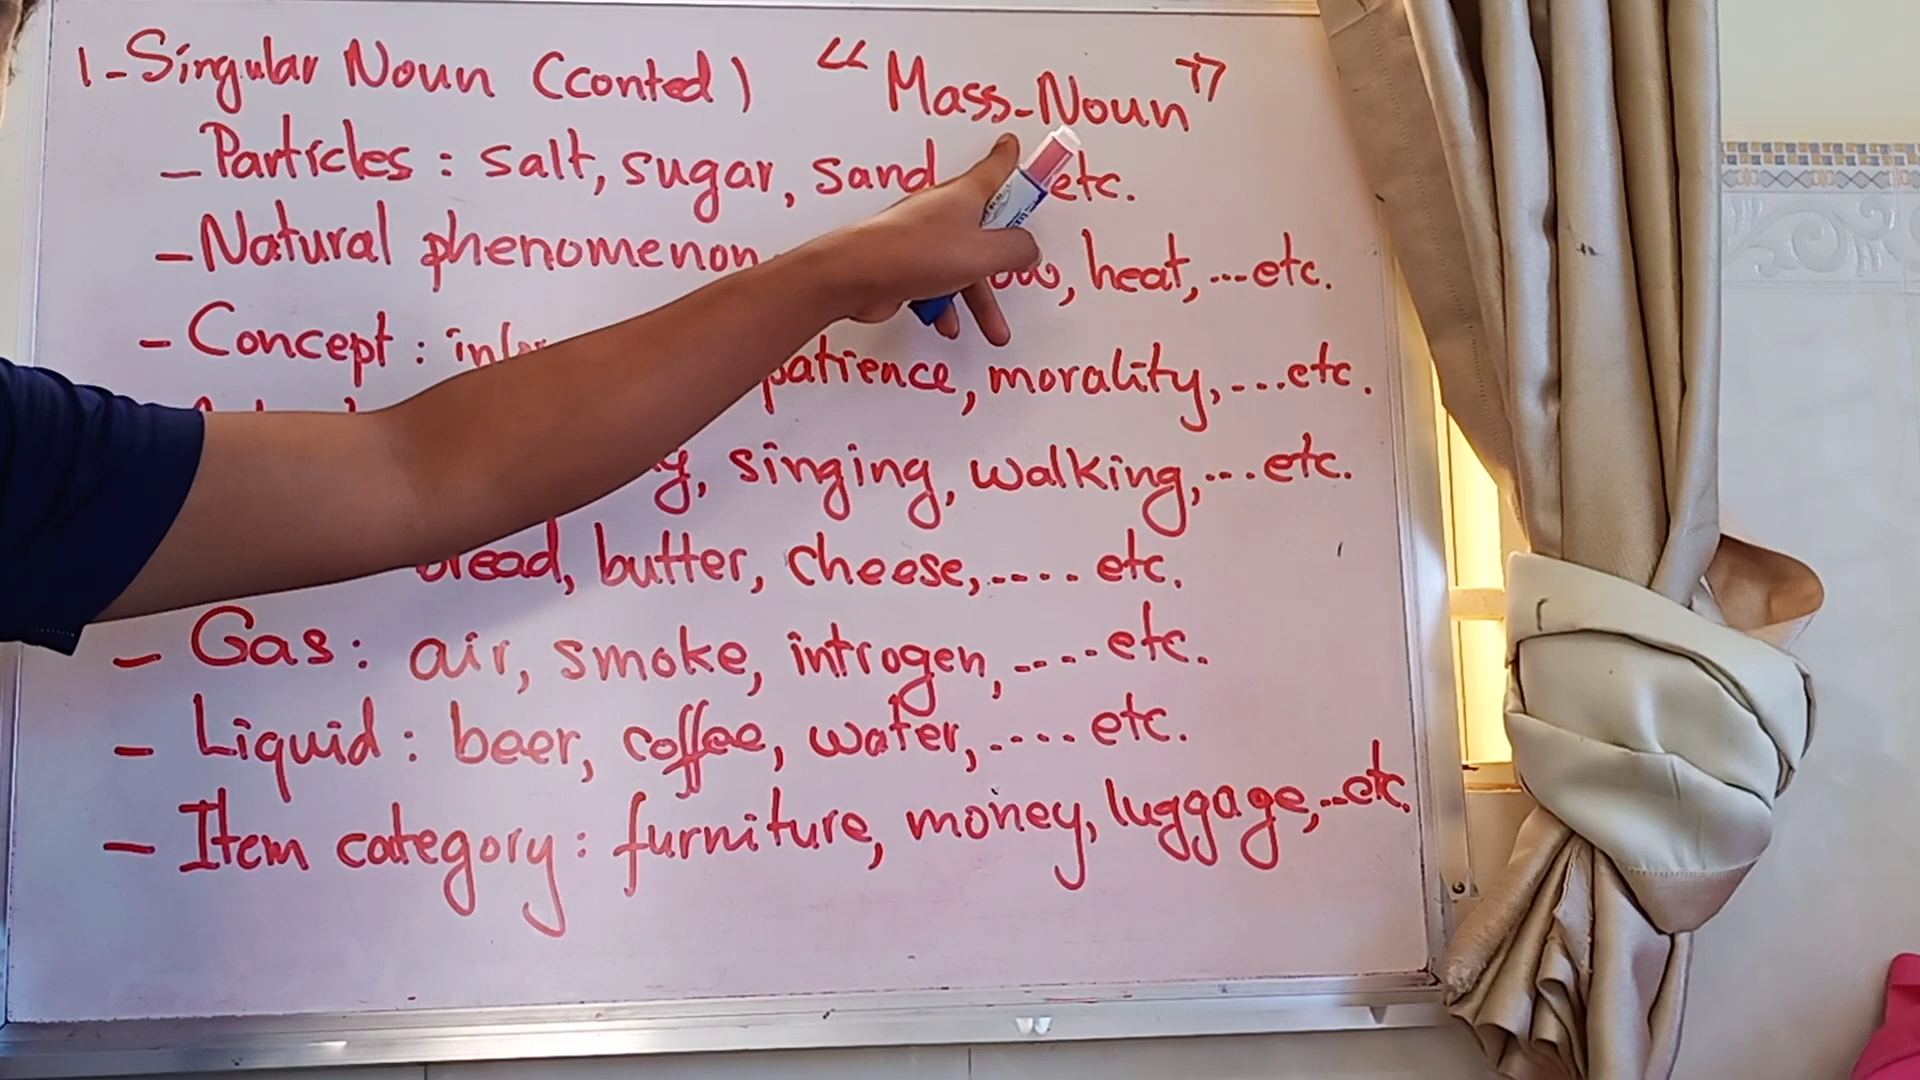 1-Singular Noun (conted) "Mass-Noun"
- Particles : salt, sugar, sand etc.
- Natural phenomenon heat, ...etc.
- Concept : patience, morality, ...etc.
singing, walking, ...etc.
bread, butter, cheese, .... etc.
- Gas : air, smoke, introgen, ....etc.
- Liquid : beer, coffee, water, .... etc.
- Item category : furniture, money, luggage, ...etc.